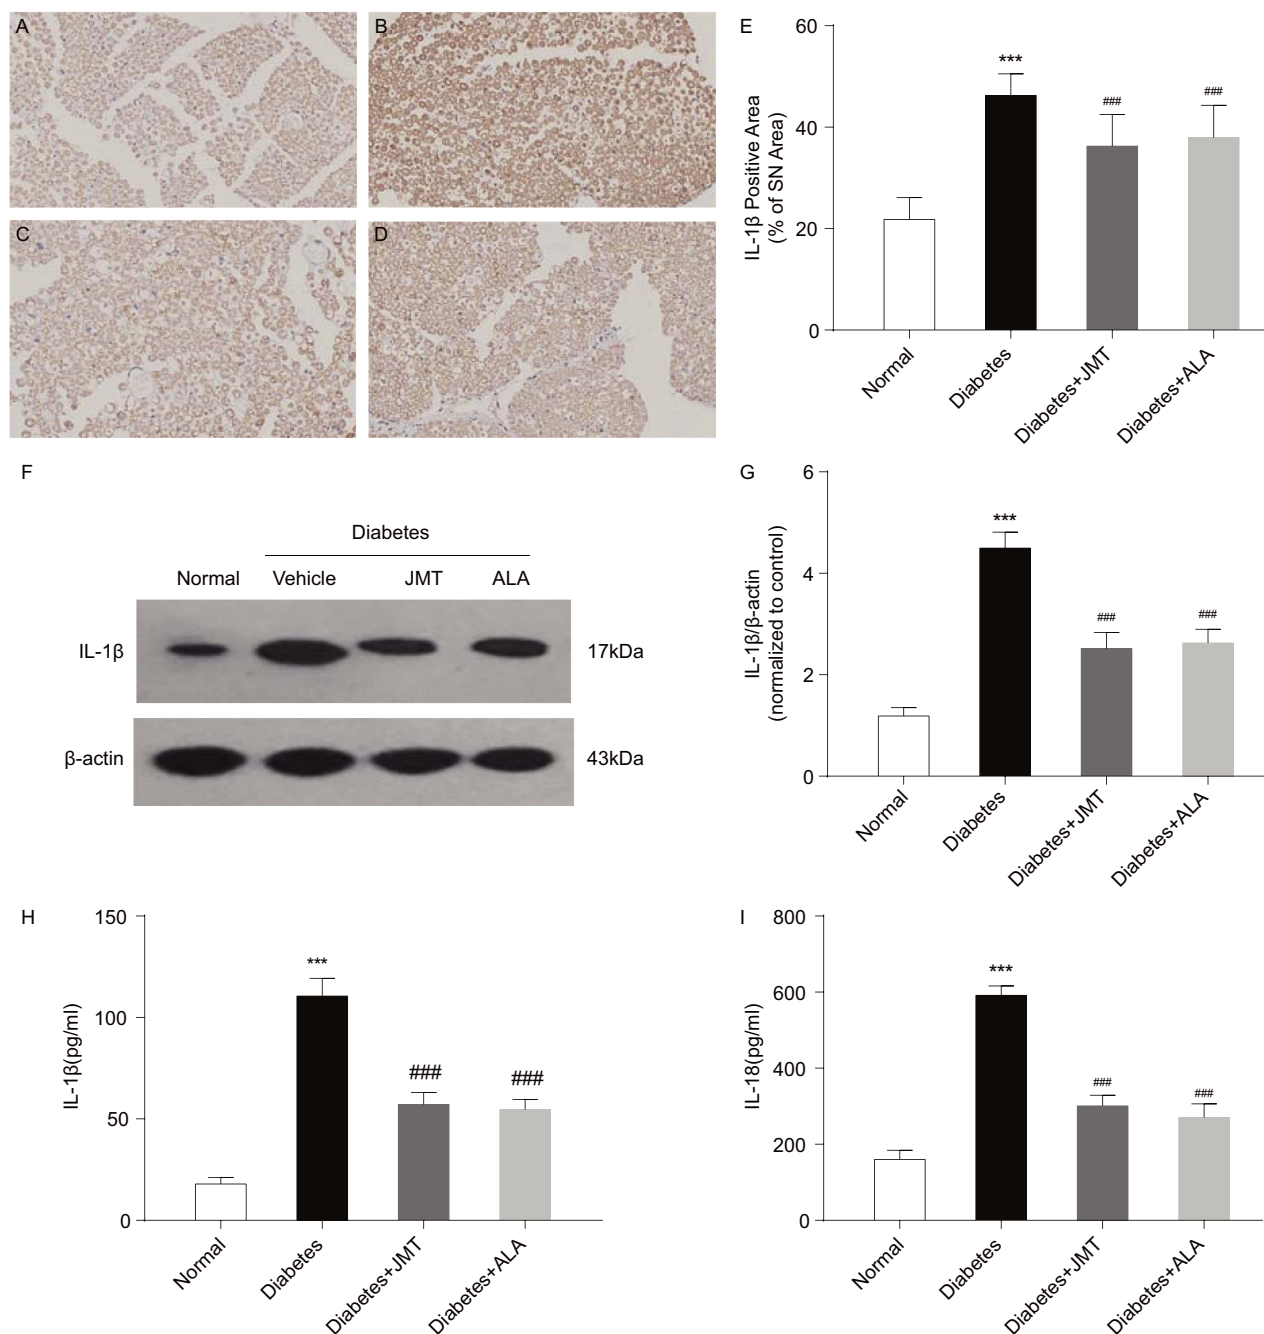 A
B
C
D
E
IL-1β Positive Area
(% of SN Area)
60
40
20
0
***
###
###
Normal
Diabetes
Diabetes+JMT
Diabetes+ALA
F
Diabetes
Normal
Vehicle
JMT
ALA
IL-1β
17kDa
β-actin
43kDa
G
IL-1β/β-actin
(normalized to control)
6
4
2
0
***
###
###
Normal
Diabetes
Diabetes+JMT
Diabetes+ALA
H
IL-1β(pg/ml)
150
100
50
0
***
###
###
Normal
Diabetes
Diabetes+JMT
Diabetes+ALA
I
IL-18(pg/ml)
800
600
400
200
0
***
###
###
Normal
Diabetes
Diabetes+JMT
Diabetes+ALA